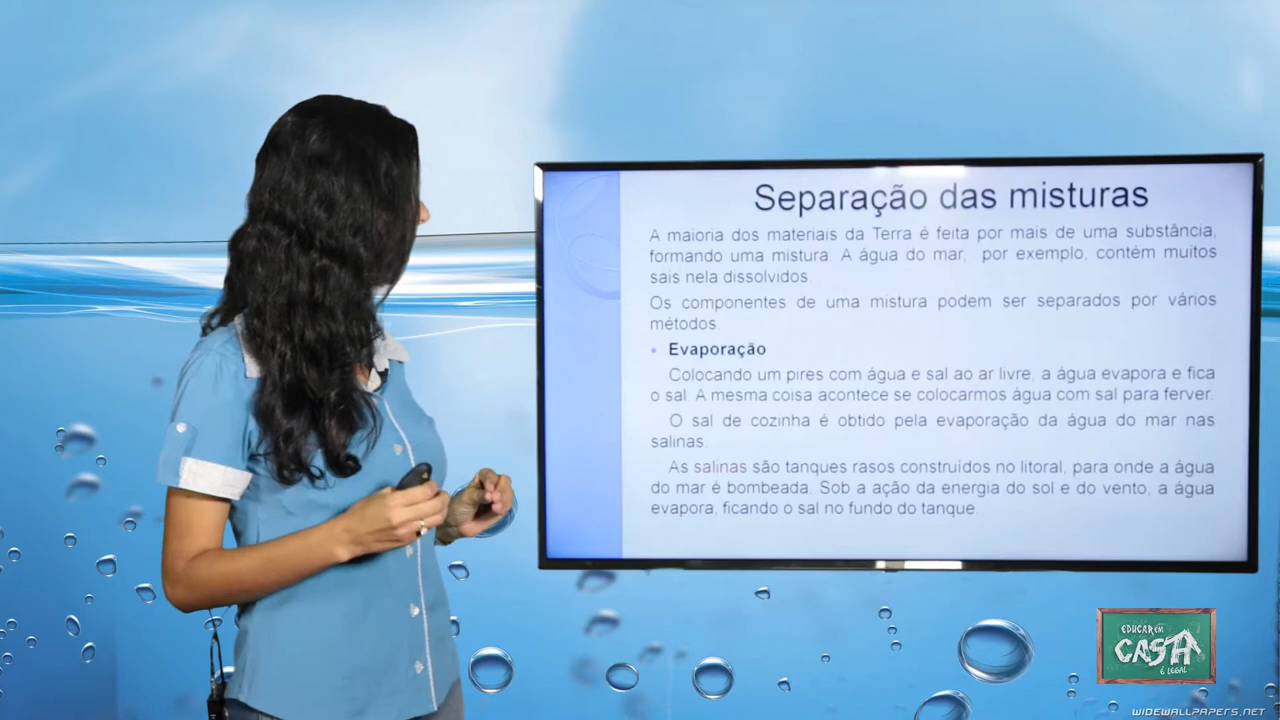 Separação das misturas
A maioria dos materiais da Terra é feita por mais de uma substância,
formando uma mistura. A água do mar, por exemplo, contém muitos
sais nela dissolvidos
Os componentes de uma mistura podem ser separados por vários
métodos
• Evaporação
Colocando um pires com água e sal ao ar livre, a água evapora e fica
o sal. A mesma coisa acontece se colocarmos água com sal para ferver.
O sal de cozinha é obtido pela evaporação da água do mar nas
salinas
As salinas são tanques rasos construídos no litoral, para onde a água
do mar é bombeada. Sob a ação da energia do sol e do vento, a água
evapora, ficando o sal no fundo do tanque.
EDUCAR EM
CASA
É LEGAL
WIDEWALLPAPERS.NET